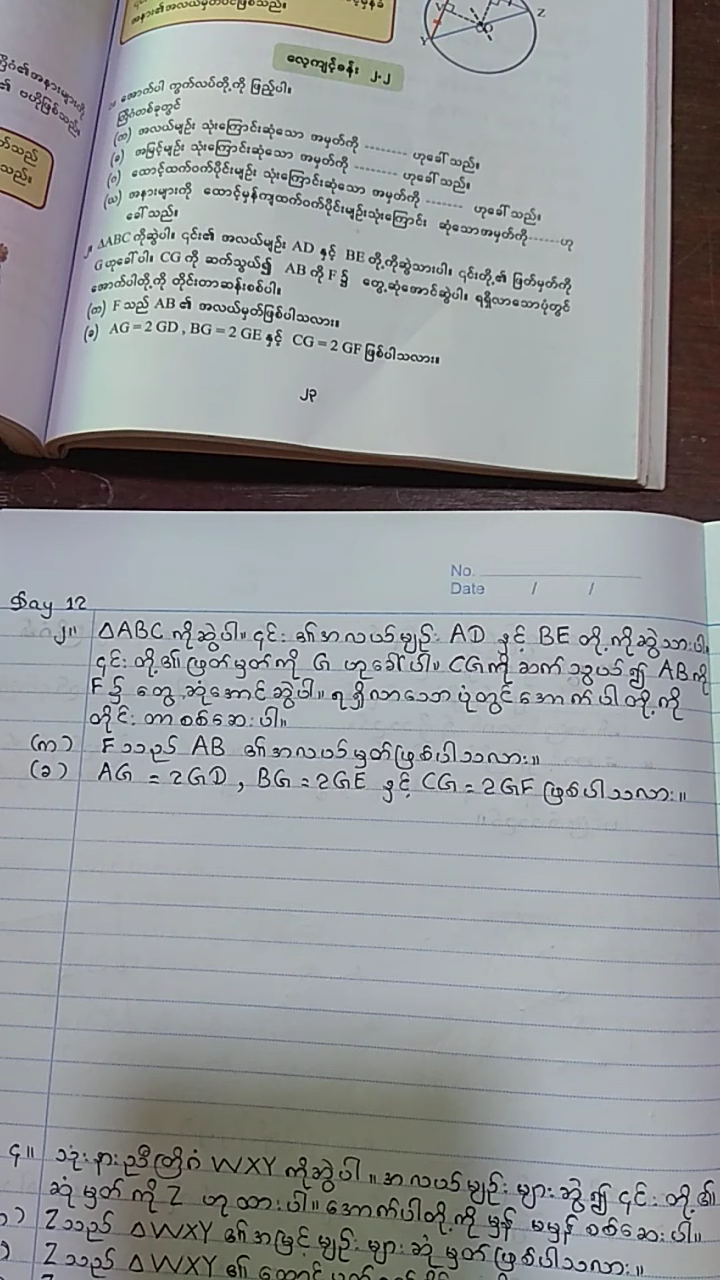 လေ့ကျင့်ခန်း ၂.၂
၁။ အောက်ပါ ကွက်လပ်တို့ကို ဖြည့်ပါ။
တြိဂံတစ်ခုတွင်
(က) အလယ်မျဉ်း သုံးကြောင်းဆုံသော အမှတ်ကို --------- ဟုခေါ်သည်။
(ခ) အမြင့်မျဉ်း သုံးကြောင်းဆုံသော အမှတ်ကို --------- ဟုခေါ်သည်။
(ဂ) ထောင့်ထက်ဝက်ပိုင်းမျဉ်း သုံးကြောင်းဆုံသော အမှတ်ကို ------- ဟုခေါ်သည်။
(ဃ) အနားများကို ထောင့်မှန်ကျထက်ဝက်ပိုင်းမျဉ်းသုံးကြောင်း ဆုံသောအမှတ်ကို------ဟု
ခေါ်သည်။
၂။ ΔABC ကိုဆွဲပါ။ ၎င်း၏ အလယ်မျဉ်း AD နှင့် BE တို့ကိုဆွဲသားပါ။ ၎င်းတို့၏ ဖြတ်မှတ်ကို
G ဟုခေါ်ပါ။ CG ကို ဆက်သွယ်၍ AB ကို F ၌ တွေ့ဆုံအောင်ဆွဲပါ။ ရရှိလာသောပုံတွင်
အောက်ပါတို့ကို တိုင်းတာဆန်းစစ်ပါ။
(က) F သည် AB ၏ အလယ်မှတ်ဖြစ်ပါသလား။
(ခ) AG = 2 GD , BG = 2 GE နှင့် CG = 2 GF ဖြစ်ပါသလား။
၂၃
No.
Date / /
Day 12
၂။ ΔABC ကိုဆွဲပါ။ ၎င်း၏အလယ်မျဉ်း AD နှင့် BE တို့ကိုဆွဲသားပါ။
၎င်းတို့၏ဖြတ်မှတ်ကို G ဟုခေါ်ပါ။ CG ကို ဆက်သွယ်၍ AB ကို
F ၌ တွေ့ဆုံအောင်ဆွဲပါ။ ရရှိလာသောပုံတွင်အောက်ပါတို့ကို
တိုင်းတာစစ်ဆေးပါ။
(က) F သည် AB ၏အလယ်မှတ်ဖြစ်ပါသလား။
(ခ) AG = 2GD , BG = 2GE နှင့် CG = 2GF ဖြစ်ပါသလား။
၄။ သုံးနားညီတြိဂံ WXY ကိုဆွဲပါ။ အလယ်မျဉ်းများဆွဲ၍ ၎င်းတို့၏
ဆုံမှတ်ကို Z ဟုထားပါ။ အောက်ပါတို့ကို မှန် မမှန် စစ်ဆေးပါ။
Z သည် ΔWXY ၏အမြင့်မျဉ်းများဆုံမှတ်ဖြစ်ပါသလား။
Z သည် ΔWXY ၏